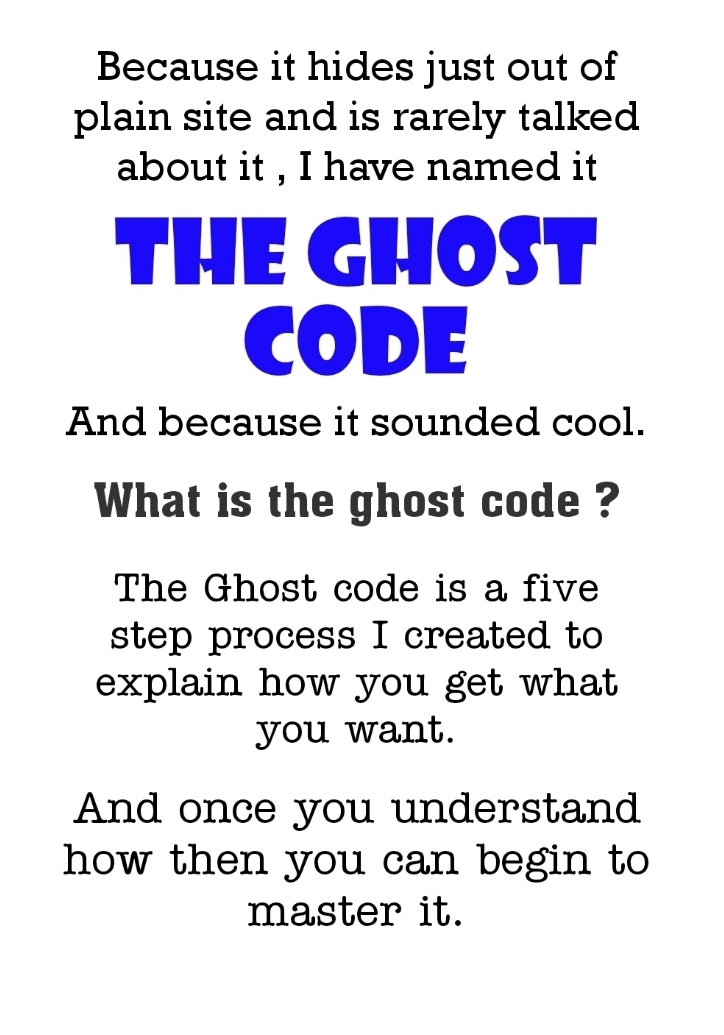 Because it hides just out of
plain site and is rarely talked
about it , I have named it
THE GHOST
CODE
And because it sounded cool.
What is the ghost code ?
The Ghost code is a five
step process I created to
explain how you get what
you want.
And once you understand
how then you can begin to
master it.